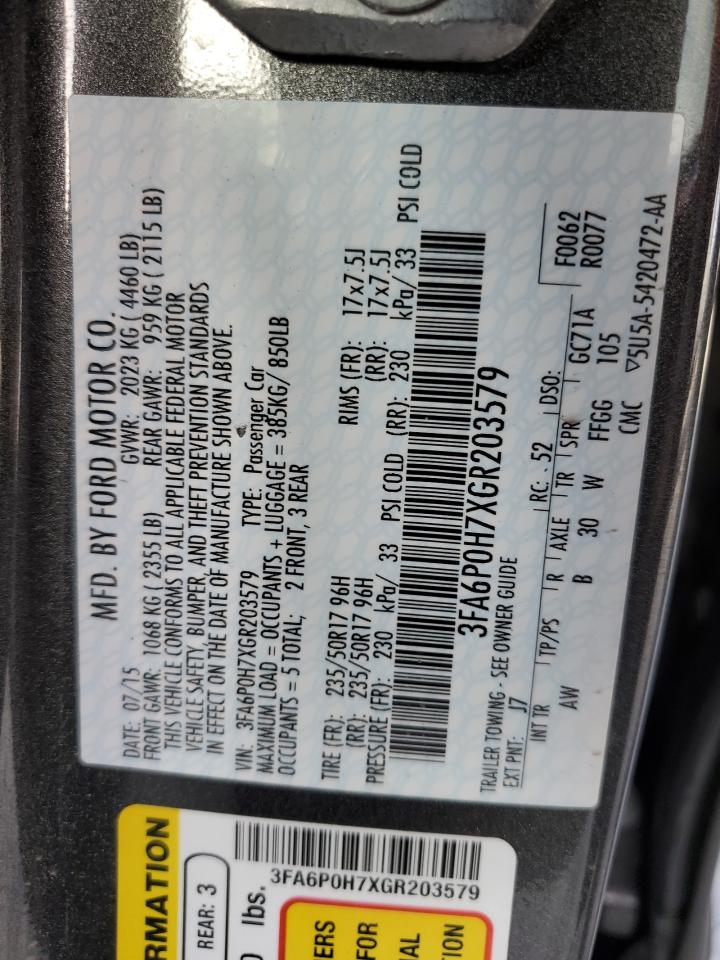 MFD. BY FORD MOTOR CO.
DATE: 07/15 GVWR: 2023 KG ( 4460 LB)
FRONT GAWR: 1068 KG ( 2355 LB) REAR GAWR: 959 KG ( 2115 LB)
THIS VEHICLE CONFORMS TO ALL APPLICABLE FEDERAL MOTOR
VEHICLE SAFETY, BUMPER, AND THEFT PREVENTION STANDARDS
IN EFFECT ON THE DATE OF MANUFACTURE SHOWN ABOVE.
VIN: 3FA6P0H7XGR203579 TYPE: Passenger Car
MAXIMUM LOAD = OCCUPANTS + LUGGAGE = 385KG/ 850LB
OCCUPANTS = 5 TOTAL; 2 FRONT, 3 REAR
TIRE (FR): 235/50R17 96H RIMS (FR): 17x7.5J
(RR): 235/50R17 96H (RR): 17x7.5J
PRESSURE (FR): 230 kPa/ 33 PSI COLD (RR): 230 kPa/ 33 PSI COLD
3FA6P0H7XGR203579
TRAILER TOWING - SEE OWNER GUIDE
EXT PNT: J7 RC: 52 DSO: F0062
INT TR TP/PS R AXLE TR SPR R0077
AW B 30 W FFGG GC71A
CMC 105
▽5U5A-5420472-AA
RMATION
REAR: 3
lbs.
3FA6P0H7XGR203579
ERS
FOR
AL
TION